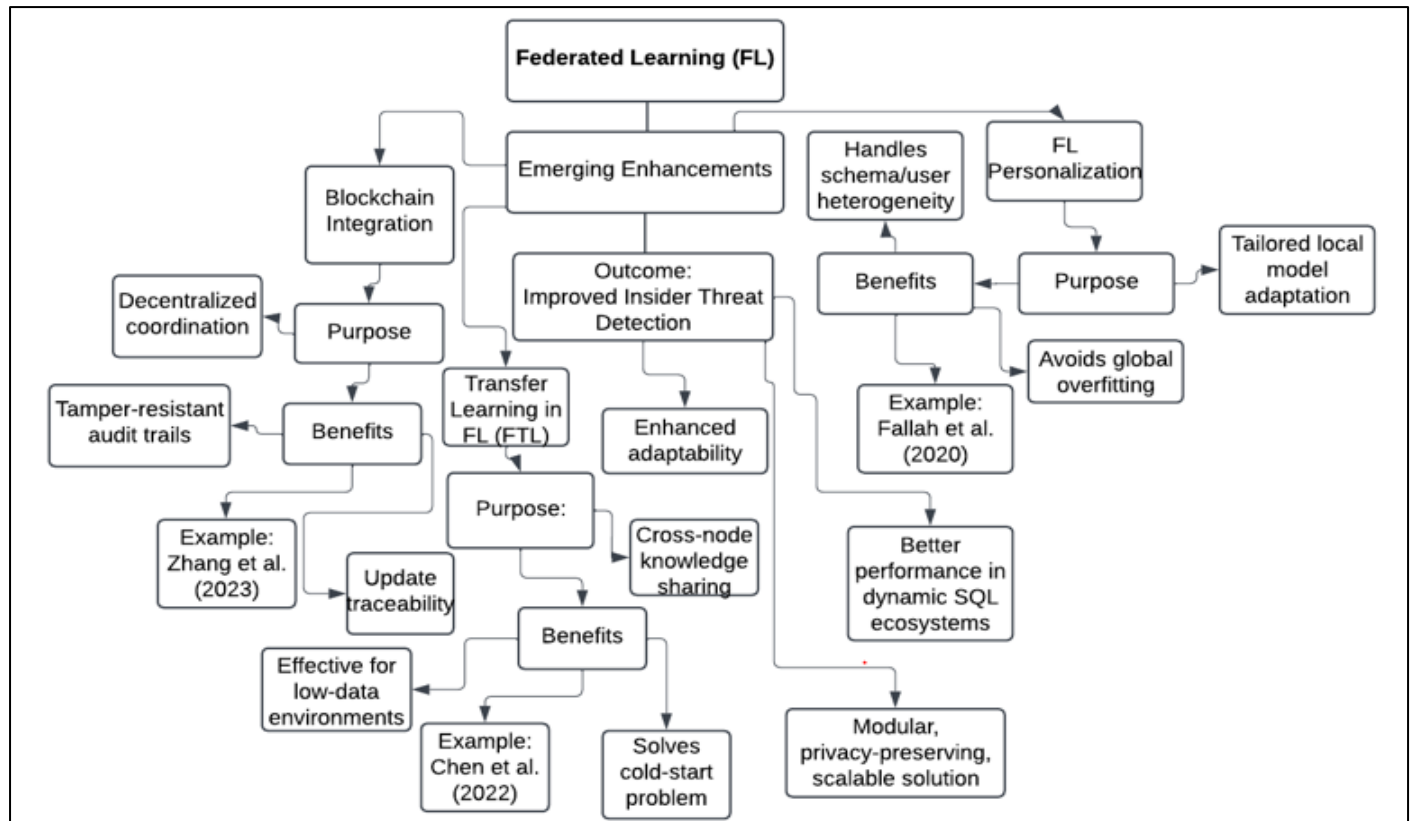 Federated Learning (FL)
Emerging Enhancements
Blockchain
Integration
Handles
schema/user
heterogeneity
FL
Personalization
Outcome:
Improved Insider Threat
Detection
Benefits
Purpose
Tailored local
model
adaptation
Decentralized
coordination
Purpose
Avoids global
overfitting
Transfer
Learning in
FL (FTL)
Tamper-resistant
audit trails
Benefits
Enhanced
adaptability
Example:
Fallah et al.
(2020)
Purpose:
Cross-node
knowledge
sharing
Example:
Zhang et al.
(2023)
Update
traceability
Better
performance in
dynamic SQL
ecosystems
Benefits
Effective for
low-data
environments
Example:
Chen et al.
(2022)
Solves
cold-start
problem
Modular,
privacy-preserving,
scalable solution